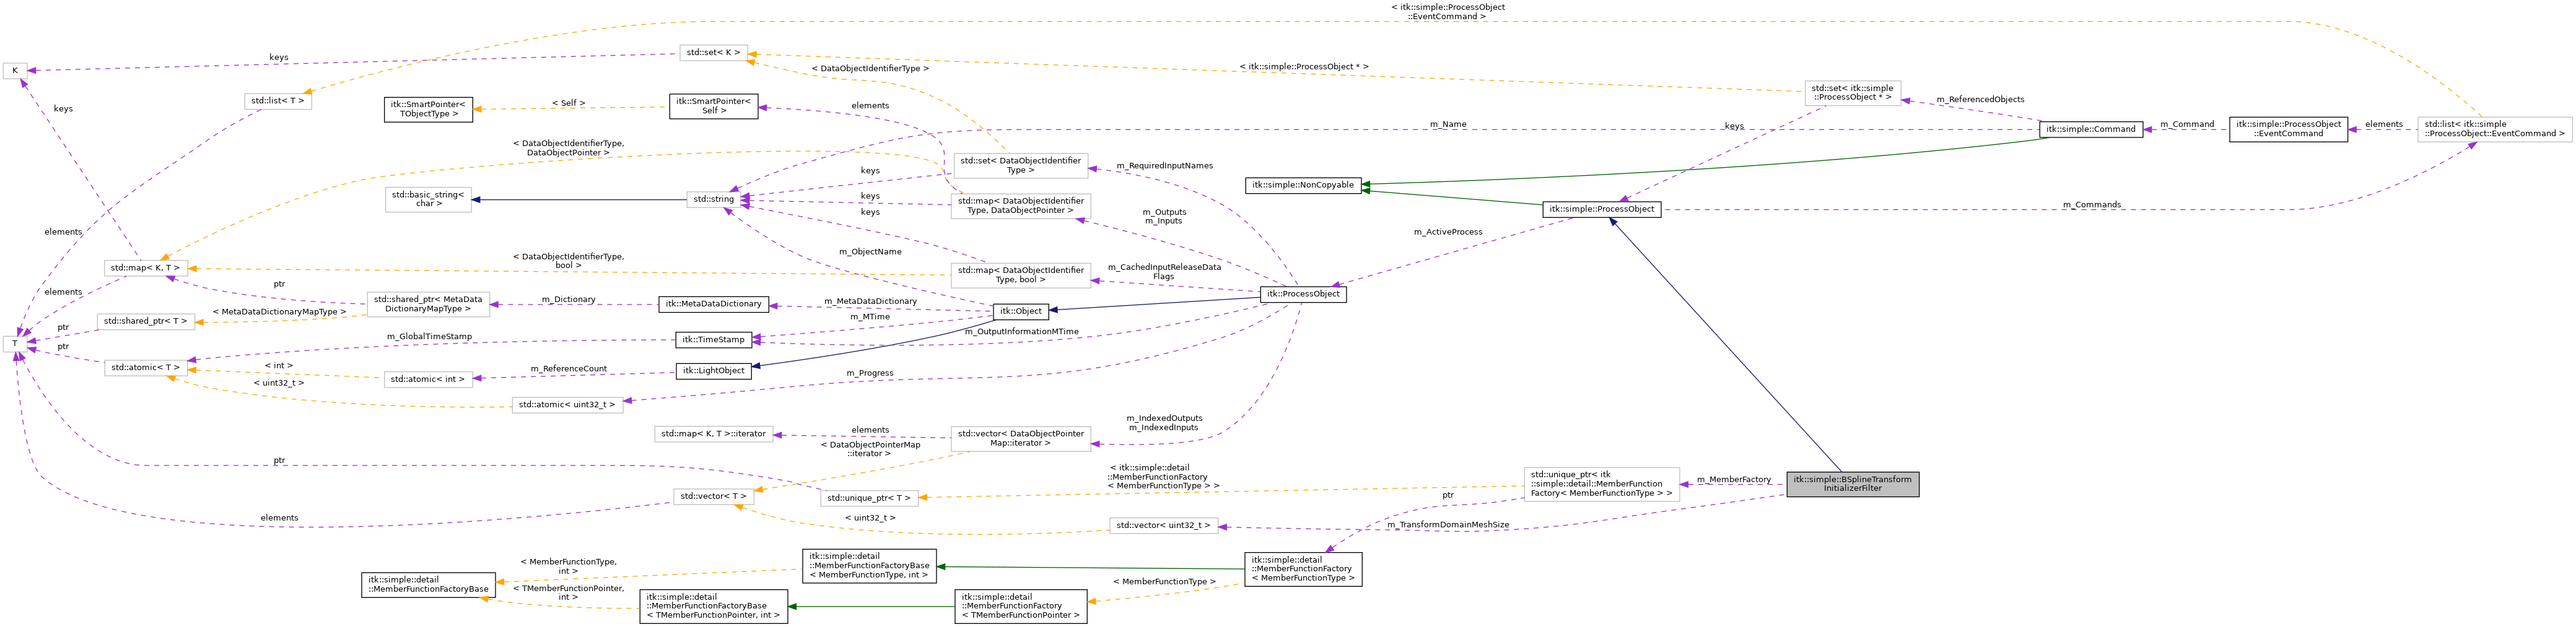 < itk::simple::ProcessObject
::EventCommand >
keys
std::set< K >
K
< DataObjectIdentifierType >
< itk::simple::ProcessObject * >
std::set< itk::simple
::ProcessObject * >
m_ReferencedObjects
keys
std::list< T >
itk::SmartPointer<
TObjectType >
< Self >
itk::SmartPointer<
Self >
elements
m_Name
keys
itk::simple::Command
m_Command
itk::simple::ProcessObject
::EventCommand
elements
std::list< itk::simple
::ProcessObject::EventCommand >
< DataObjectIdentifierType,
DataObjectPointer >
std::set< DataObjectIdentifier
Type >
m_RequiredInputNames
keys
itk::simple::NonCopyable
std::basic_string<
char >
std::string
keys
std::map< DataObjectIdentifier
Type, DataObjectPointer >
keys
m_Outputs
m_Inputs
itk::simple::ProcessObject
m_Commands
elements
m_ActiveProcess
m_ObjectName
std::map< K, T >
< DataObjectIdentifierType,
bool >
std::map< DataObjectIdentifier
Type, bool >
m_CachedInputReleaseData
Flags
elements
ptr
std::shared_ptr< MetaData
DictionaryMapType >
m_Dictionary
itk::MetaDataDictionary
m_MetaDataDictionary
itk::Object
itk::ProcessObject
std::shared_ptr< T >
< MetaDataDictionaryMapType >
m_MTime
ptr
T
m_GlobalTimeStamp
itk::TimeStamp
m_OutputInformationMTime
ptr
std::atomic< T >
< int >
std::atomic< int >
m_ReferenceCount
itk::LightObject
m_Progress
< uint32_t >
std::atomic< uint32_t >
m_IndexedOutputs
m_IndexedInputs
std::map< K, T >::iterator
elements
std::vector< DataObjectPointer
Map::iterator >
< DataObjectPointerMap
::iterator >
ptr
< itk::simple::detail
::MemberFunctionFactory
< MemberFunctionType > >
std::unique_ptr< itk
::simple::detail::MemberFunction
Factory< MemberFunctionType > >
m_MemberFactory
itk::simple::BSplineTransform
InitializerFilter
std::vector< T >
std::unique_ptr< T >
ptr
elements
< uint32_t >
std::vector< uint32_t >
m_TransformDomainMeshSize
itk::simple::detail
::MemberFunctionFactoryBase
< MemberFunctionType,
int >
itk::simple::detail
::MemberFunctionFactoryBase
< MemberFunctionType, int >
itk::simple::detail
::MemberFunctionFactory
< MemberFunctionType >
< TMemberFunctionPointer,
int >
itk::simple::detail
::MemberFunctionFactoryBase
< TMemberFunctionPointer, int >
itk::simple::detail
::MemberFunctionFactory
< TMemberFunctionPointer >
< MemberFunctionType >